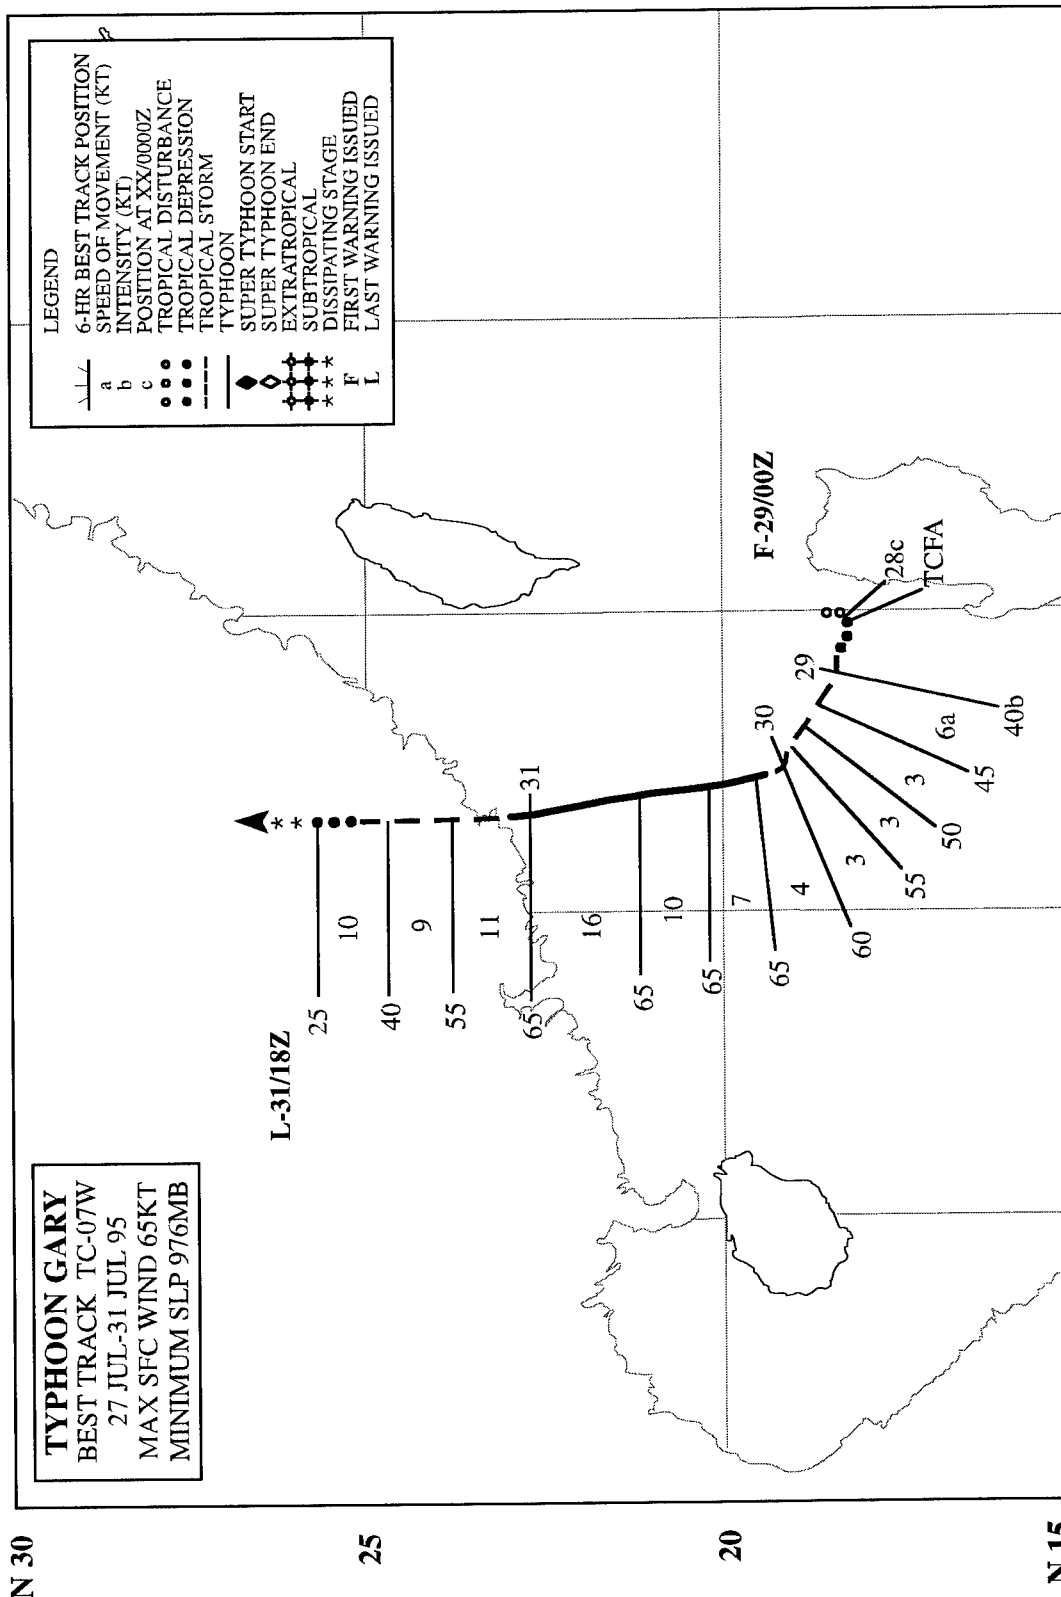 TYPHOON GARY
BEST TRACK TC-07W
27 JUL-31 JUL 95
MAX SFC WIND 65KT
MINIMUM SLP 976MB
LEGEND
6-HR BEST TRACK POSITION
a SPEED OF MOVEMENT (KT)
b INTENSITY (KT)
c POSITION AT XX/0000Z
TROPICAL DISTURBANCE
TROPICAL DEPRESSION
TROPICAL STORM
TYPHOON
SUPER TYPHOON START
SUPER TYPHOON END
EXTRATROPICAL
SUBTROPICAL
*** DISSIPATING STAGE
F FIRST WARNING ISSUED
L LAST WARNING ISSUED
L-31/18Z
25
10
40
9
55
11
65
31
16
65
10
65
7
65
4
60
30
3
55
3
50
3
45
6a
40b
29
28c
TCFA
F-29/00Z
N 30
25
20
N 15